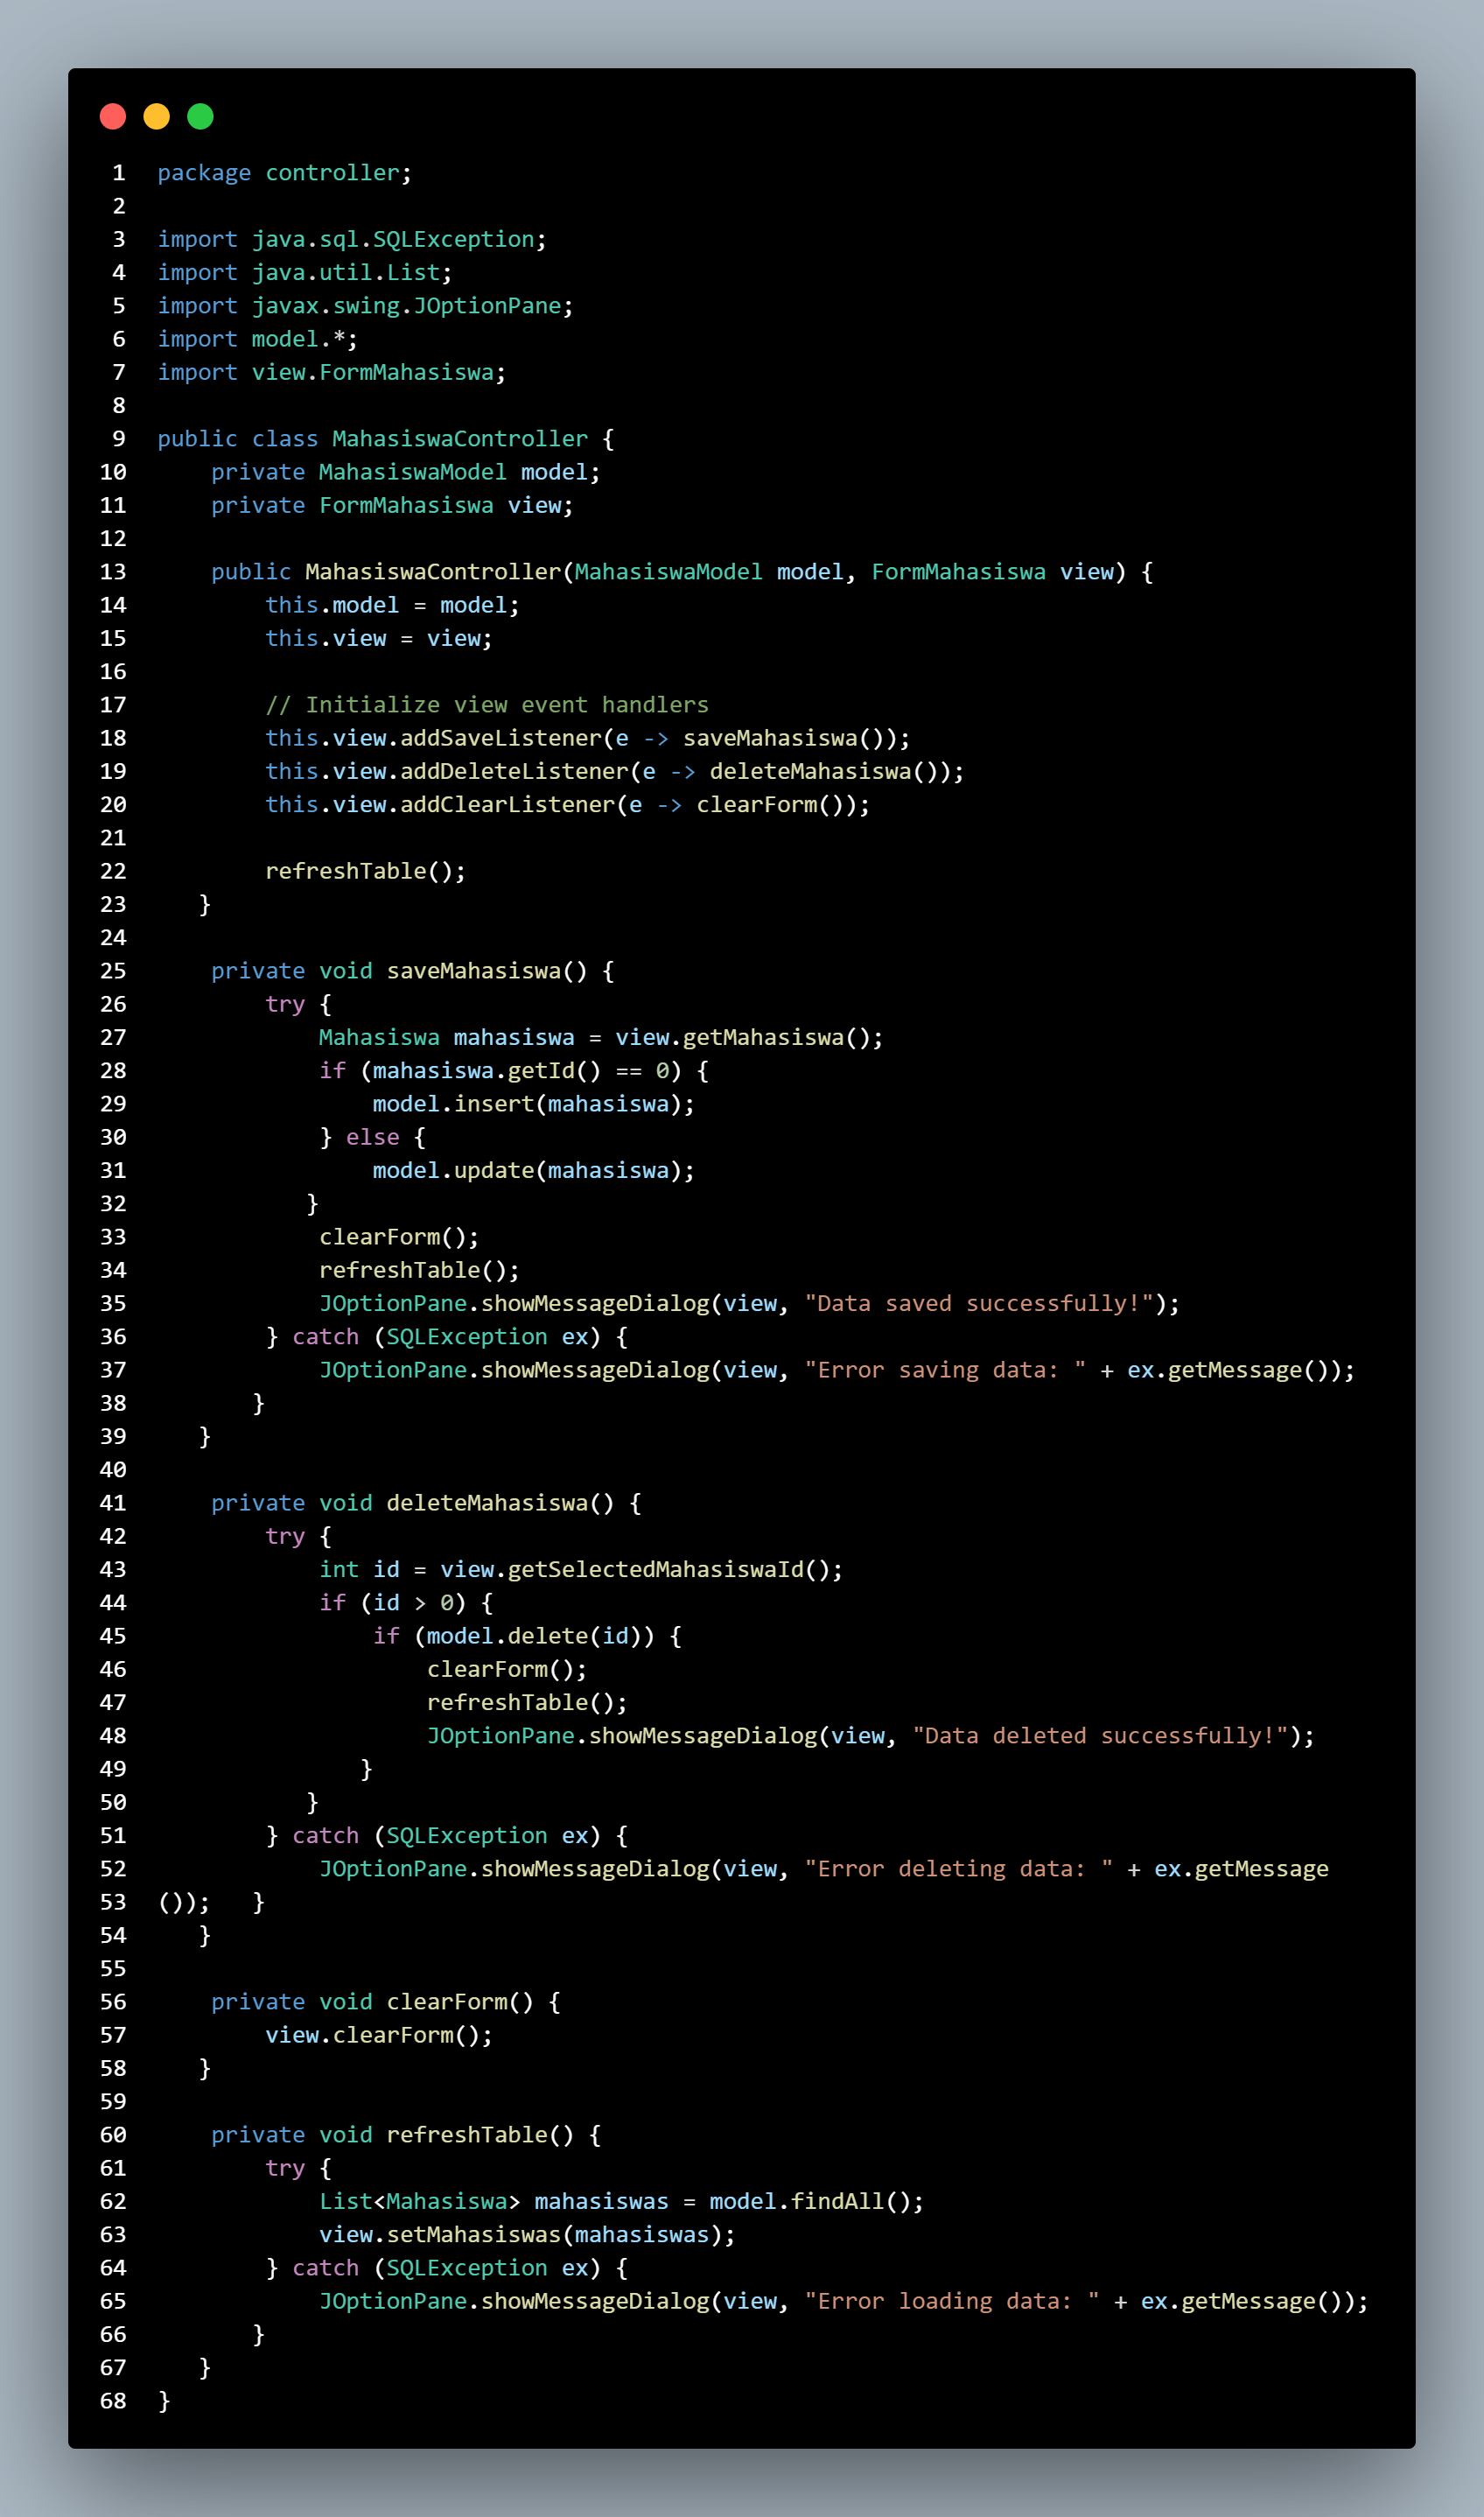 1 package controller;
2
3 import java.sql.SQLException;
4 import java.util.List;
5 import javax.swing.JOptionPane;
6 import model.*;
7 import view.FormMahasiswa;
8
9 public class MahasiswaController {
10     private MahasiswaModel model;
11     private FormMahasiswa view;
12
13     public MahasiswaController(MahasiswaModel model, FormMahasiswa view) {
14         this.model = model;
15         this.view = view;
16
17         // Initialize view event handlers
18         this.view.addSaveListener(e -> saveMahasiswa());
19         this.view.addDeleteListener(e -> deleteMahasiswa());
20         this.view.addClearListener(e -> clearForm());
21
22         refreshTable();
23    }
24
25     private void saveMahasiswa() {
26         try {
27             Mahasiswa mahasiswa = view.getMahasiswa();
28             if (mahasiswa.getId() == 0) {
29                 model.insert(mahasiswa);
30             } else {
31                 model.update(mahasiswa);
32            }
33             clearForm();
34             refreshTable();
35             JOptionPane.showMessageDialog(view, "Data saved successfully!");
36         } catch (SQLException ex) {
37             JOptionPane.showMessageDialog(view, "Error saving data: " + ex.getMessage());
38        }
39    }
40
41     private void deleteMahasiswa() {
42         try {
43             int id = view.getSelectedMahasiswaId();
44             if (id > 0) {
45                 if (model.delete(id)) {
46                     clearForm();
47                     refreshTable();
48                     JOptionPane.showMessageDialog(view, "Data deleted successfully!");
49                }
50            }
51         } catch (SQLException ex) {
52             JOptionPane.showMessageDialog(view, "Error deleting data: " + ex.getMessage
53 ());   }
54    }
55
56     private void clearForm() {
57         view.clearForm();
58    }
59
60     private void refreshTable() {
61         try {
62             List<Mahasiswa> mahasiswas = model.findAll();
63             view.setMahasiswas(mahasiswas);
64         } catch (SQLException ex) {
65             JOptionPane.showMessageDialog(view, "Error loading data: " + ex.getMessage());
66        }
67    }
68 }